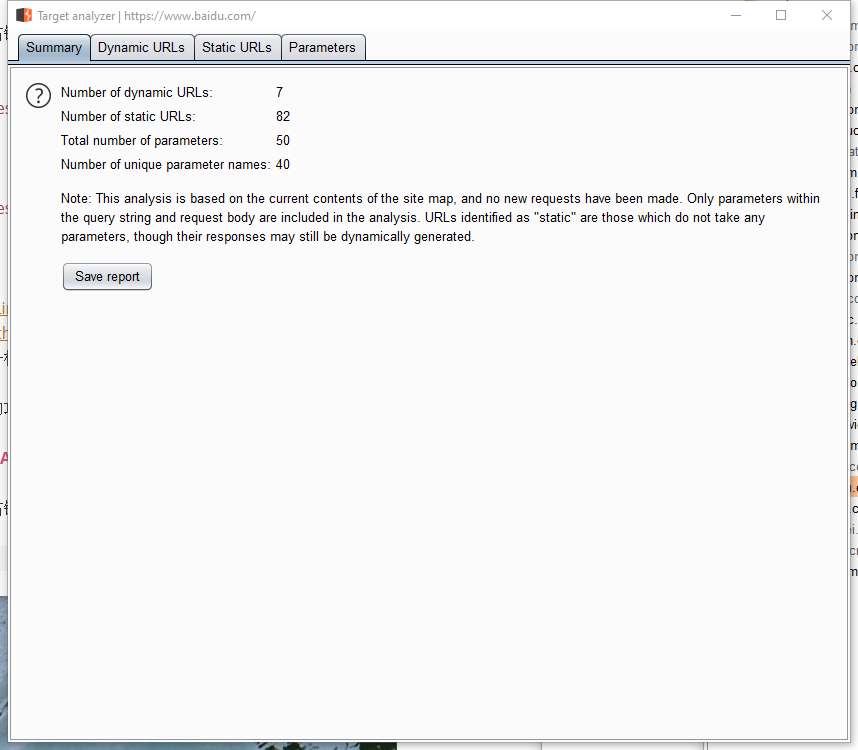 Target analyzer | https://www.baidu.com/
Summary Dynamic URLs Static URLs Parameters
Number of dynamic URLs: 7
Number of static URLs: 82
Total number of parameters: 50
Number of unique parameter names: 40
Note: This analysis is based on the current contents of the site map, and no new requests have been made. Only parameters within
the query string and request body are included in the analysis. URLs identified as "static" are those which do not take any
parameters, though their responses may still be dynamically generated.
Save report